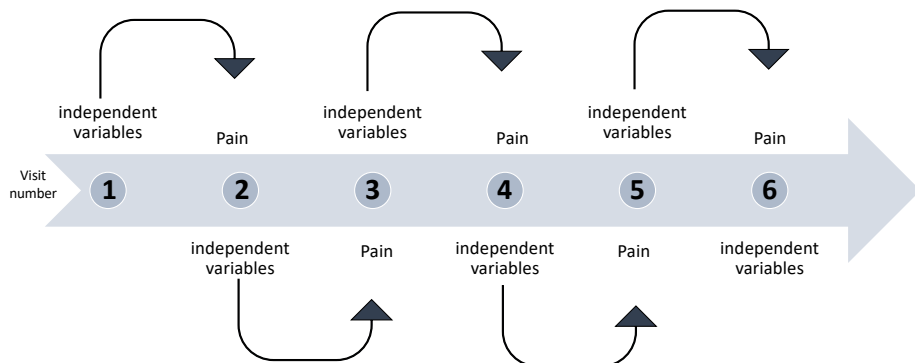 independent
variables
Pain
independent
variables
Pain
independent
variables
Pain
Visit
number
1
2
3
4
5
6
independent
variables
Pain
independent
variables
Pain
independent
variables